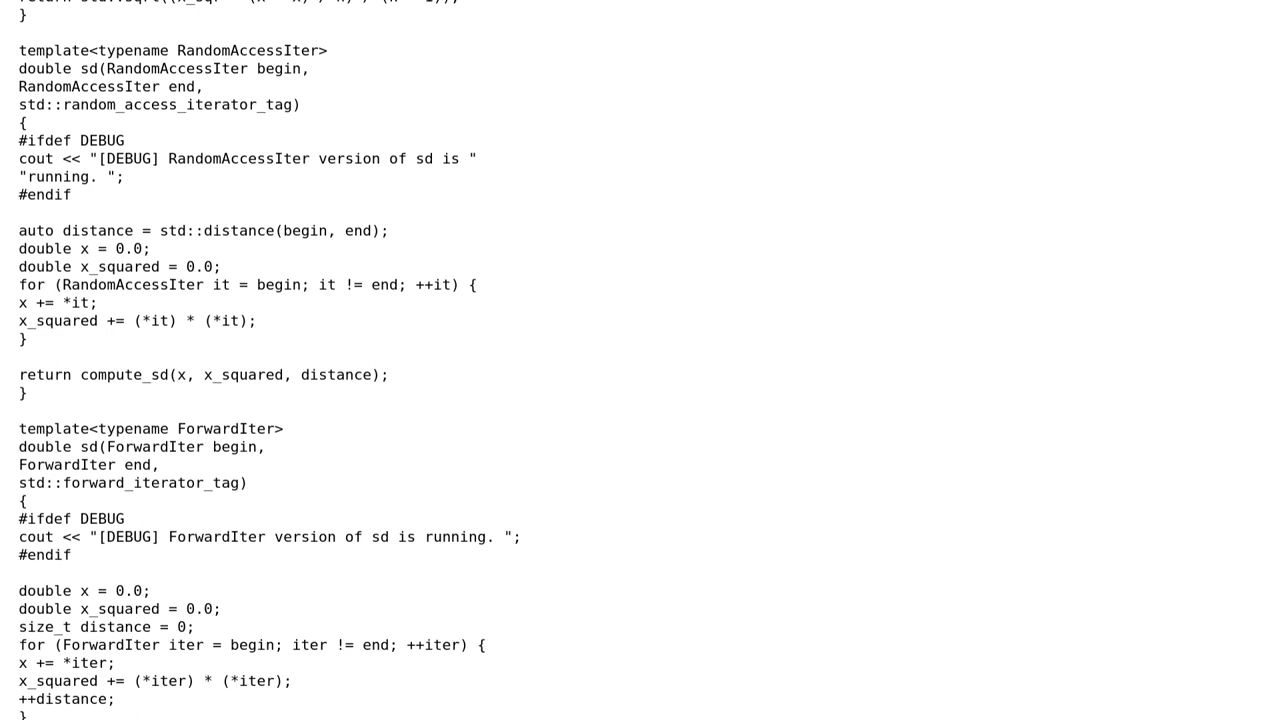 }
template<typename RandomAccessIter>
double sd(RandomAccessIter begin,
RandomAccessIter end,
std::random_access_iterator_tag)
{
#ifdef DEBUG
cout << "[DEBUG] RandomAccessIter version of sd is "
"running. ";
#endif
auto distance = std::distance(begin, end);
double x = 0.0;
double x_squared = 0.0;
for (RandomAccessIter it = begin; it != end; ++it) {
x += *it;
x_squared += (*it) * (*it);
}
return compute_sd(x, x_squared, distance);
}
template<typename ForwardIter>
double sd(ForwardIter begin,
ForwardIter end,
std::forward_iterator_tag)
{
#ifdef DEBUG
cout << "[DEBUG] ForwardIter version of sd is running. ";
#endif
double x = 0.0;
double x_squared = 0.0;
size_t distance = 0;
for (ForwardIter iter = begin; iter != end; ++iter) {
x += *iter;
x_squared += (*iter) * (*iter);
++distance;
}